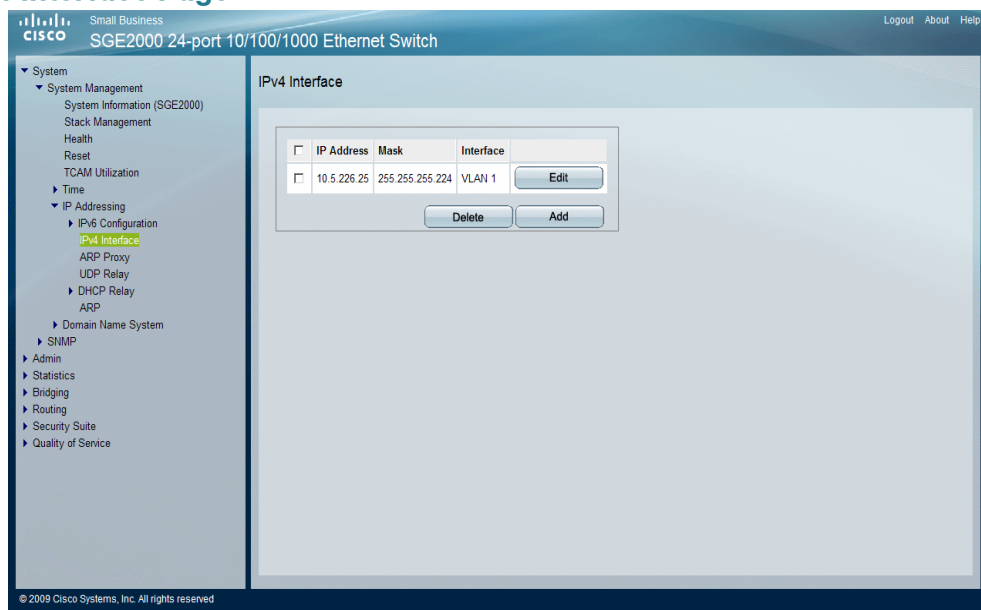 Small Business
CISCO SGE2000 24-port 10/100/1000 Ethernet Switch
Logout About Help
System
System Management
System Information (SGE2000)
Stack Management
Health
Reset
TCAM Utilization
Time
IP Addressing
IPv6 Configuration
IPv4 Interface
ARP Proxy
UDP Relay
DHCP Relay
ARP
Domain Name System
SNMP
Admin
Statistics
Bridging
Routing
Security Suite
Quality of Service
IPv4 Interface
IP Address Mask Interface
10.5.226.25 255.255.255.224 VLAN 1 Edit
Delete Add
© 2009 Cisco Systems, Inc. All rights reserved